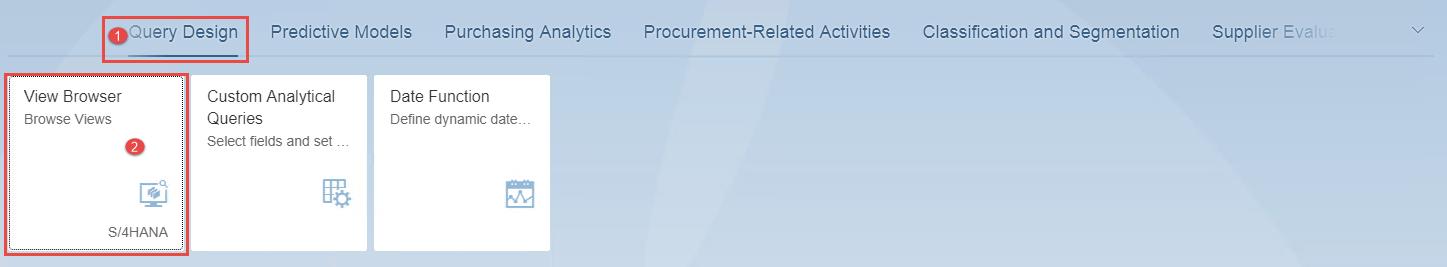 1 Query Design Predictive Models Purchasing Analytics Procurement-Related Activities Classification and Segmentation Supplier Evalua
View Browser
Browse Views
2
S/4HANA
Custom Analytical
Queries
Select fields and set ...
Date Function
Define dynamic date...